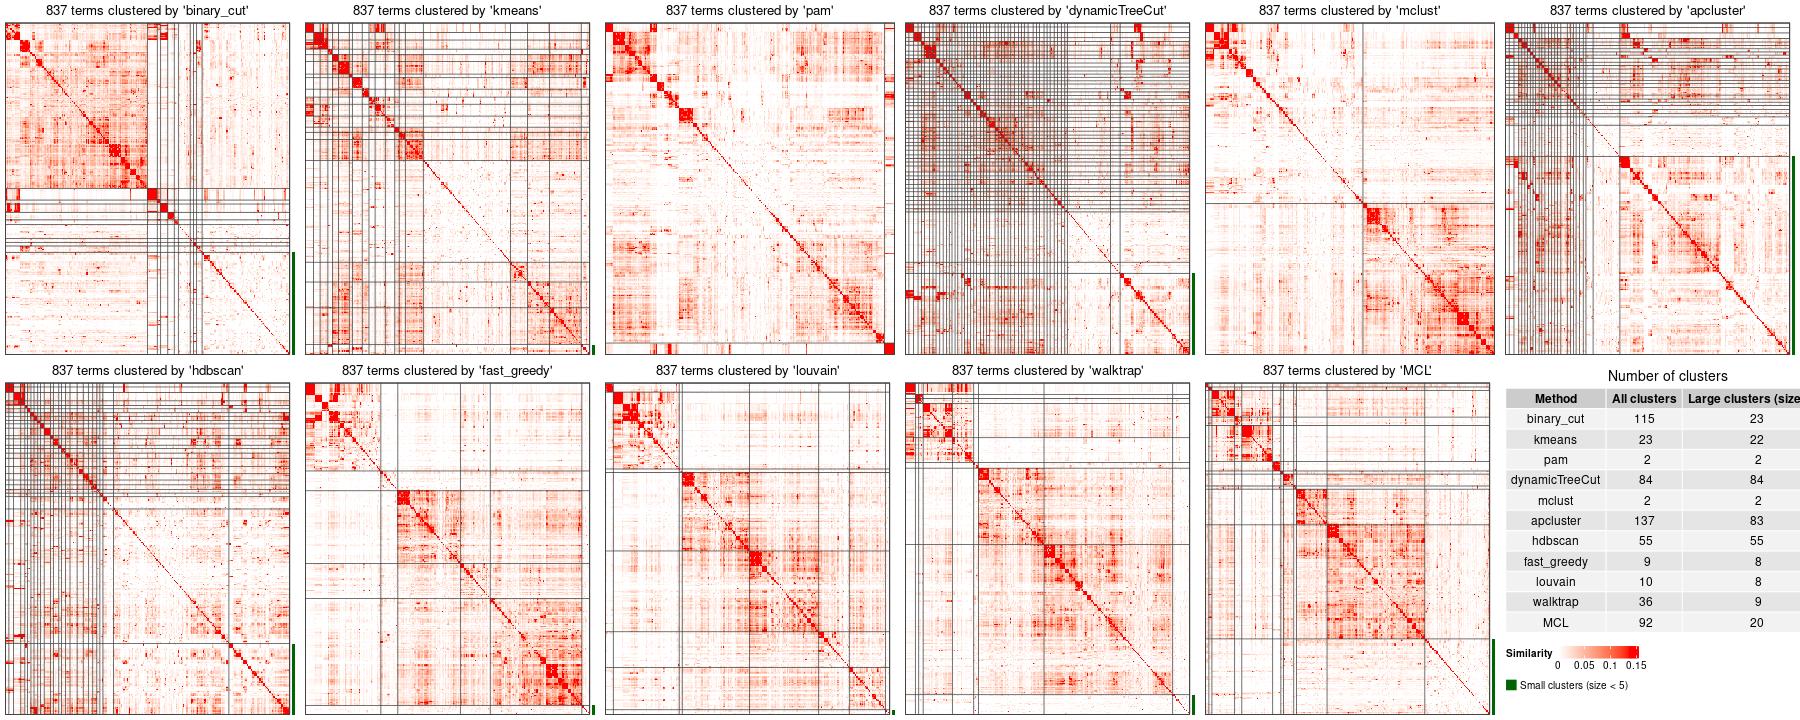 837 terms clustered by 'binary_cut'
837 terms clustered by 'kmeans'
837 terms clustered by 'pam'
837 terms clustered by 'dynamicTreeCut'
837 terms clustered by 'mclust'
837 terms clustered by 'apcluster'
837 terms clustered by 'hdbscan'
837 terms clustered by 'fast_greedy'
837 terms clustered by 'louvain'
837 terms clustered by 'walktrap'
837 terms clustered by 'MCL'
Number of clusters
Method All clusters Large clusters (size
binary_cut 115 23
kmeans 23 22
pam 2 2
dynamicTreeCut 84 84
mclust 2 2
apcluster 137 83
hdbscan 55 55
fast_greedy 9 8
louvain 10 8
walktrap 36 9
MCL 92 20
Similarity
0 0.05 0.1 0.15
Small clusters (size < 5)